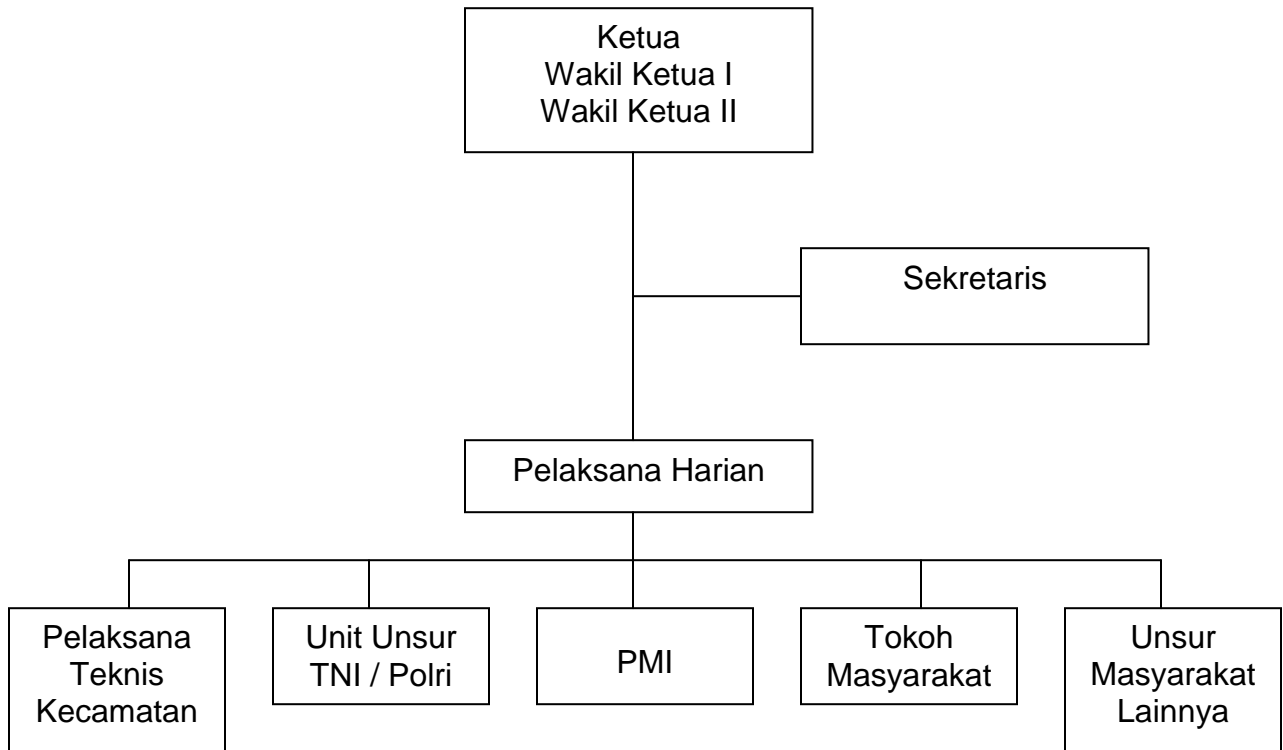 Ketua
Wakil Ketua I
Wakil Ketua II
Sekretaris
Pelaksana Harian
Pelaksana
Teknis
Kecamatan
Unit Unsur
TNI / Polri
PMI
Tokoh
Masyarakat
Unsur
Masyarakat
Lainnya